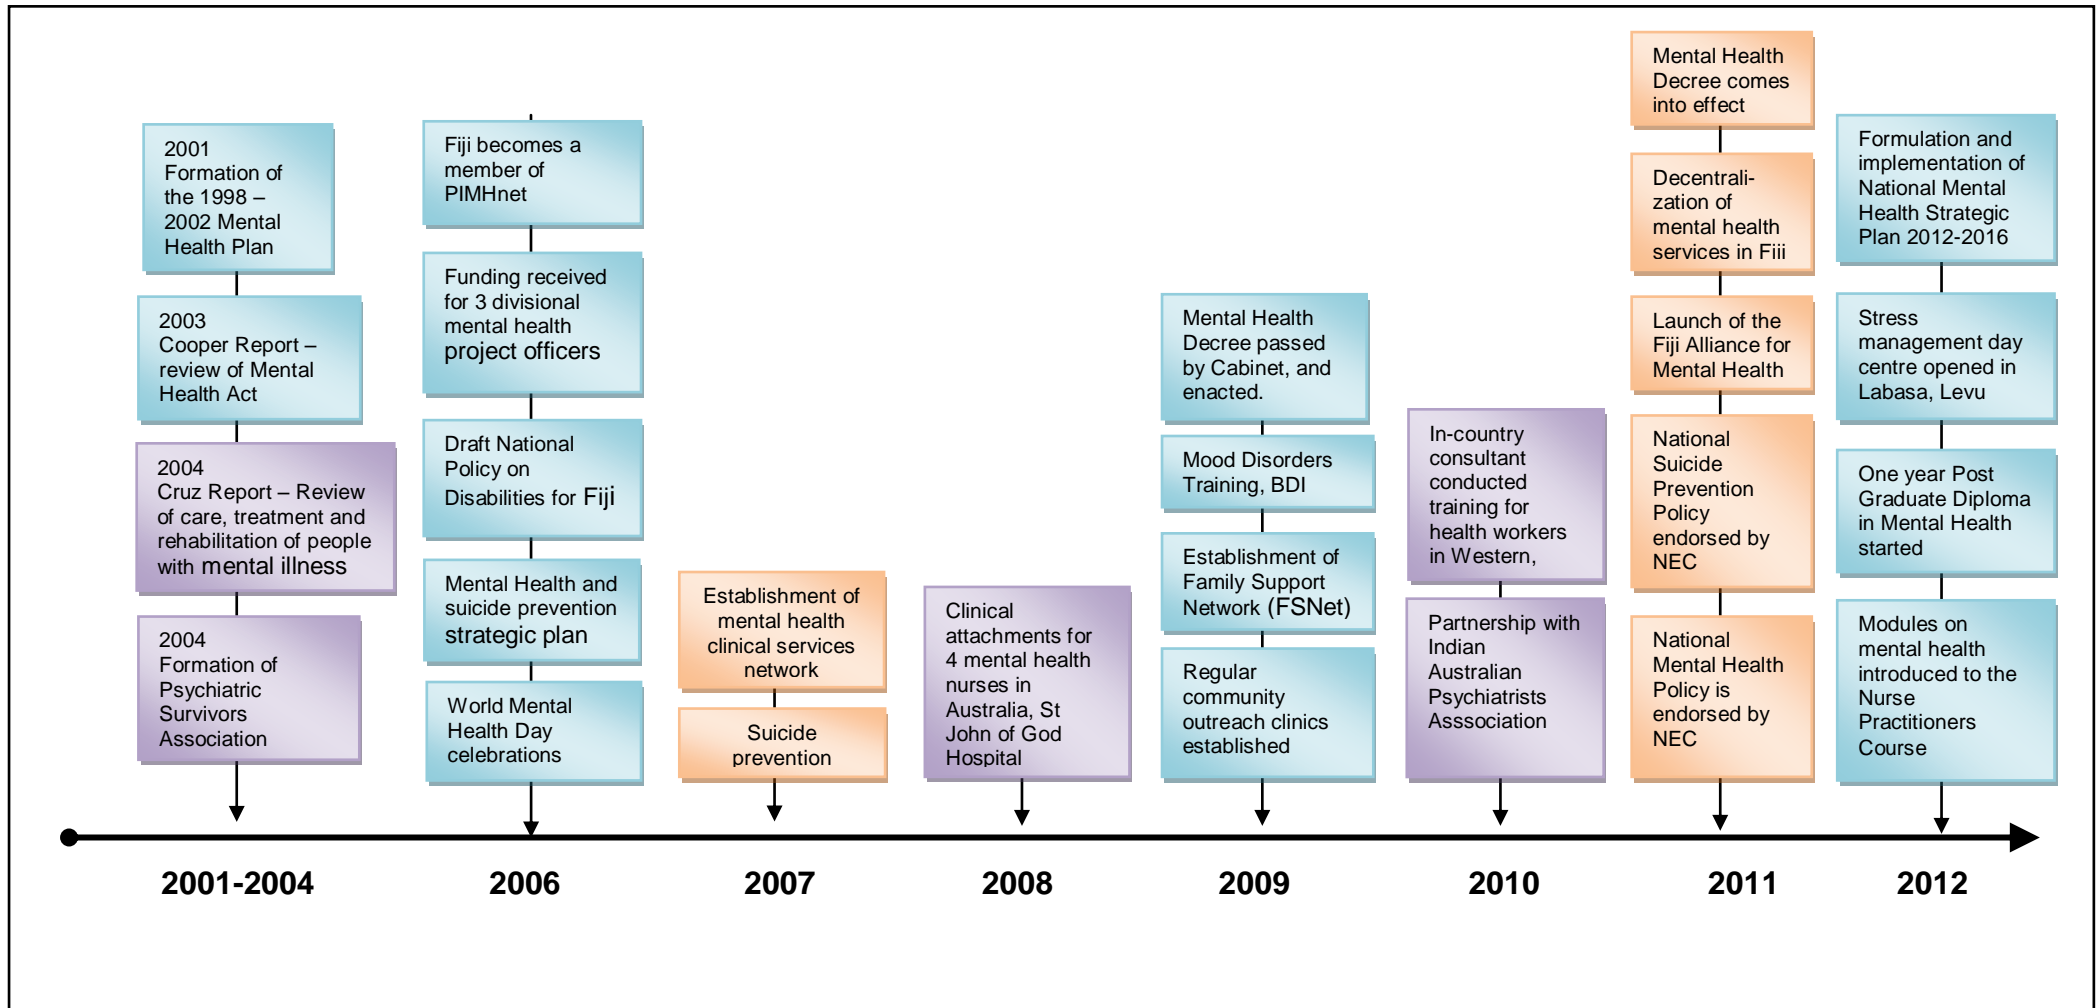 2001
Formation of
the 1998 –
2002 Mental
Health Plan
2003
Cooper Report –
review of Mental
Health Act
2004
Cruz Report – Review
of care, treatment and
rehabilitation of people
with mental illness
2004
Formation of
Psychiatric
Survivors
Association
Fiji becomes a
member of
PIMHnet
Funding received
for 3 divisional
mental health
project officers
Draft National
Policy on
Disabilities for Fiji
Mental Health and
suicide prevention
strategic plan
World Mental
Health Day
celebrations
Establishment of
mental health
clinical services
network
Suicide
prevention
Clinical
attachments for
4 mental health
nurses in
Australia, St
John of God
Hospital
Mental Health
Decree passed
by Cabinet, and
enacted.
Mood Disorders
Training, BDI
Establishment of
Family Support
Network (FSNet)
Regular
community
outreach clinics
established
In-country
consultant
conducted
training for
health workers
in Western,
Partnership with
Indian
Australian
Psychiatrists
Asssociation
Mental Health
Decree comes
into effect
Decentrali-
zation of
mental health
services in Fiji
Launch of the
Fiji Alliance for
Mental Health
National
Suicide
Prevention
Policy
endorsed by
NEC
National
Mental Health
Policy is
endorsed by
NEC
Formulation and
implementation of
National Mental
Health Strategic
Plan 2012-2016
Stress
management day
centre opened in
Labasa, Levu
One year Post
Graduate Diploma
in Mental Health
started
Modules on
mental health
introduced to the
Nurse
Practitioners
Course
2001-2004
2006
2007
2008
2009
2010
2011
2012